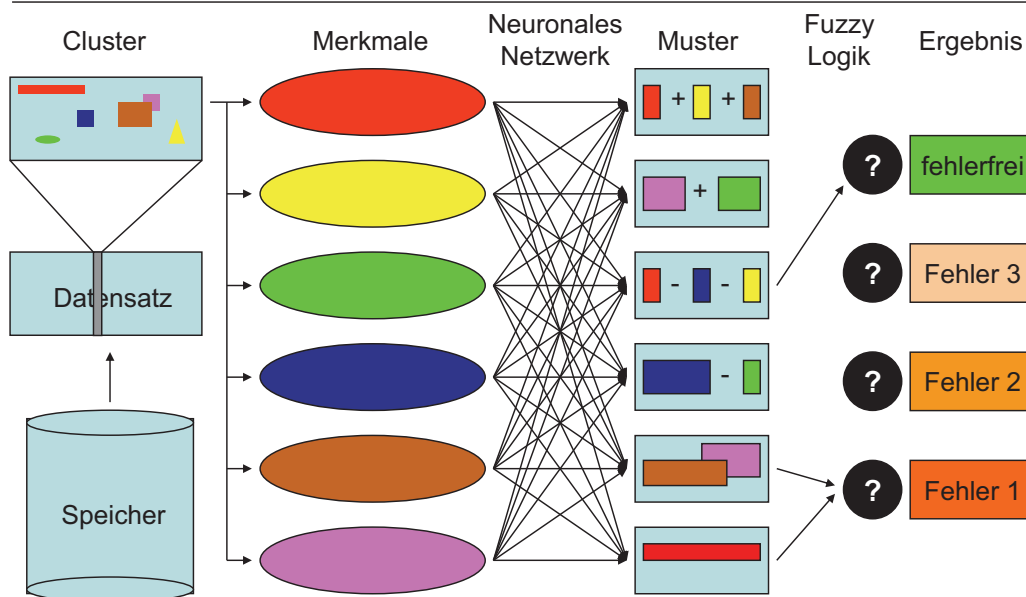 Cluster
Merkmale
Neuronales
Netzwerk
Muster
Fuzzy
Logik
Ergebnis
+ +
? fehlerfrei
+
Datensatz
- -
? Fehler 3
-
? Fehler 2
Speicher
? Fehler 1